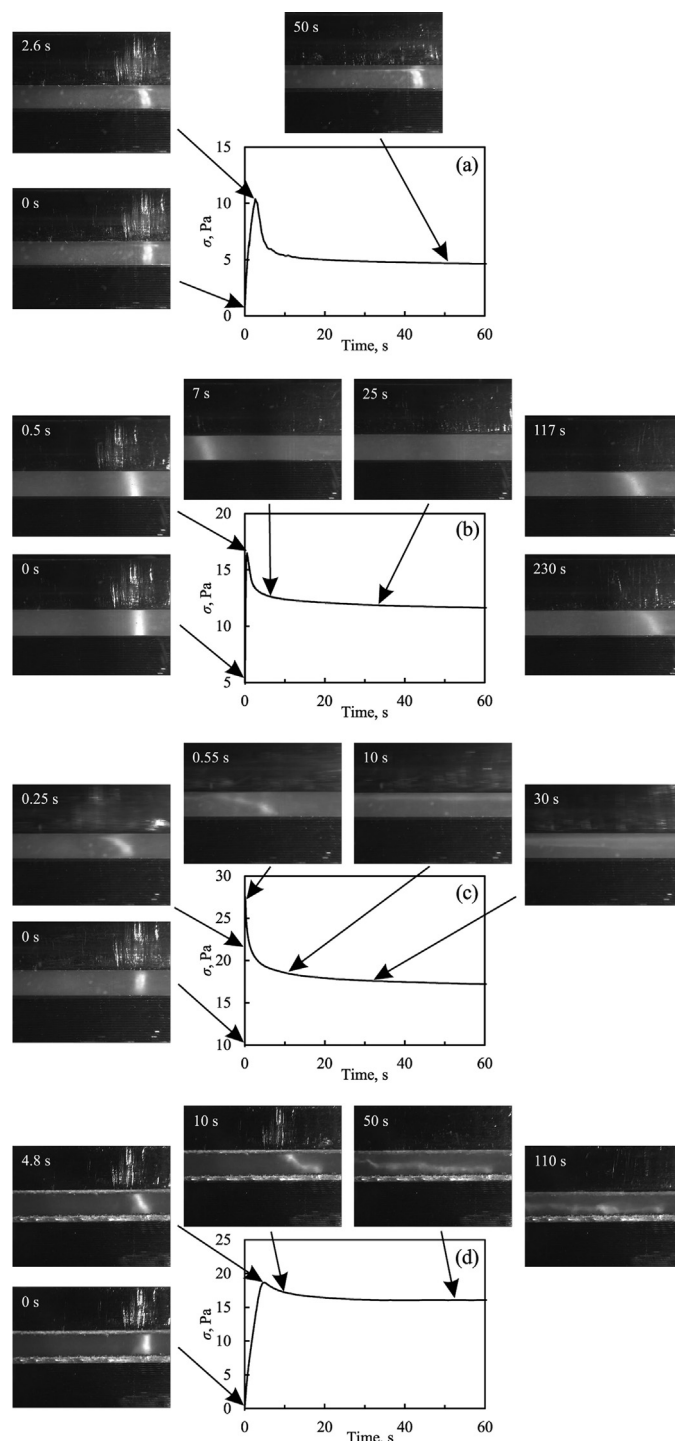 2.6 s
50 s
0 s
(a)
15
10
5
0
σ, Pa
0
20
40
60
Time, s
0.5 s
7 s
25 s
117 s
0 s
230 s
(b)
20
15
10
5
σ, Pa
0
20
40
60
Time, s
0.25 s
0.55 s
10 s
30 s
0 s
(c)
30
25
20
15
10
σ, Pa
0
20
40
60
Time, s
4.8 s
10 s
50 s
110 s
0 s
(d)
25
20
15
10
5
0
σ, Pa
0
20
40
60
Time, s